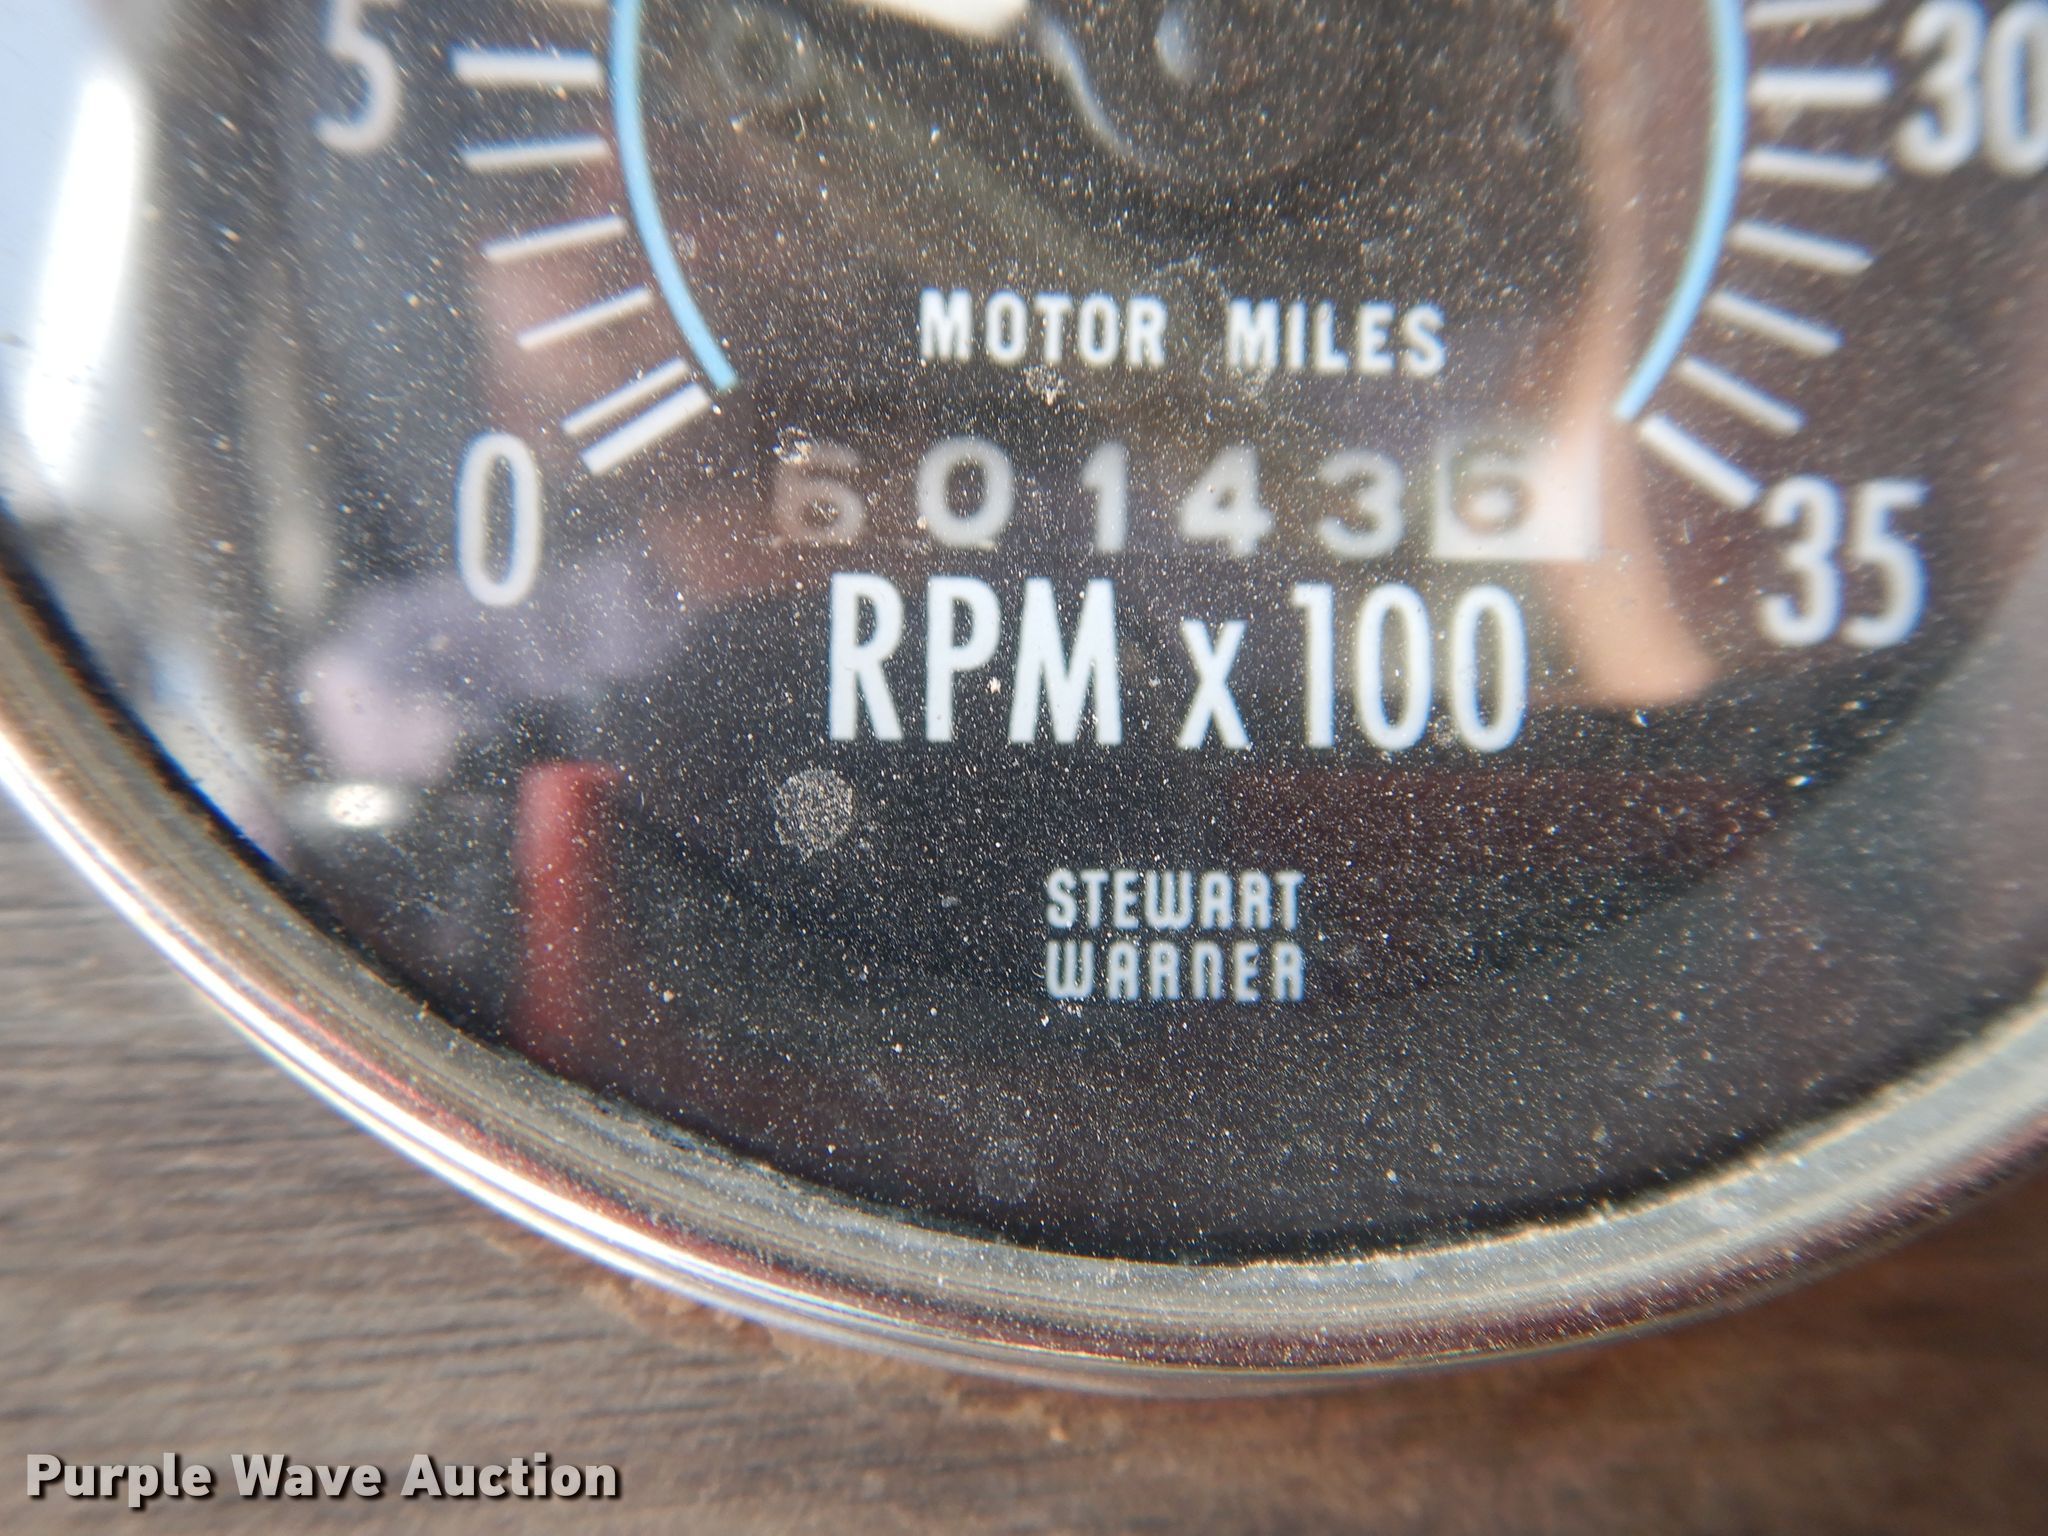 5
30
MOTOR MILES
601436
0
35
RPM x 100
STEWART
WARNER
Purple Wave Auction